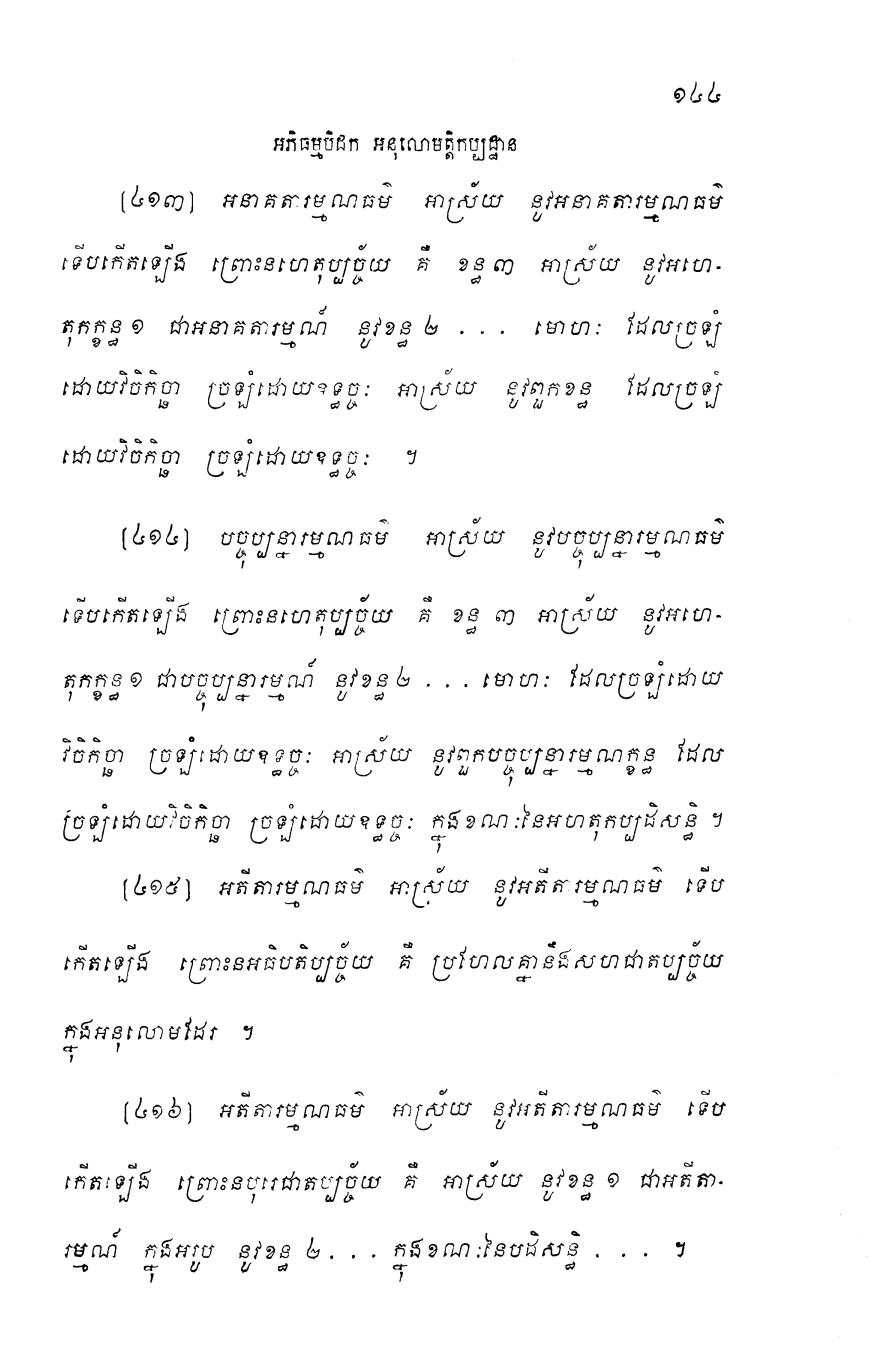 ១៤៤
អភិធម្មបិដក អនុលោមត្តិកប្បដ្ឋាន
[៤១៣] អនាគតារម្មណធម៌ អាស្រ័យ នូវអនាគតារម្មណធម៌
ទើបកើតឡើង ព្រោះនហេតុប្បច្ច័យ គឺ ខន្ធ ៣ អាស្រ័យ នូវអហេ-
តុកក្ខន្ធ ១ ជាអនាគតារម្មណ៍ នូវខន្ធ ២ . . . មោហៈ ដែលច្រឡំ
ដោយវិចិកិច្ឆា ច្រឡំដោយឧទ្ធច្ចៈ អាស្រ័យ នូវពួកខន្ធ ដែលច្រឡំ
ដោយវិចិកិច្ឆា ច្រឡំដោយឧទ្ធច្ចៈ ។
[៤១៤] បច្ចុប្បន្នារម្មណធម៌ អាស្រ័យ នូវបច្ចុប្បន្នារម្មណធម៌
ទើបកើតឡើង ព្រោះនហេតុប្បច្ច័យ គឺ ខន្ធ ៣ អាស្រ័យ នូវអហេ-
តុកក្ខន្ធ ១ ជាបច្ចុប្បន្នារម្មណ៍ នូវខន្ធ ២ . . . មោហៈ ដែលច្រឡំដោយ
វិចិកិច្ឆា ច្រឡំដោយឧទ្ធច្ចៈ អាស្រ័យ នូវពួកបច្ចុប្បន្នារម្មណក្ខន្ធ ដែល
ច្រឡំដោយវិចិកិច្ឆា ច្រឡំដោយឧទ្ធច្ចៈ ក្នុងខណៈនៃអហតុកប្បដិសន្ធិ ។
[៤១៥] អតីតារម្មណធម៌ អាស្រ័យ នូវអតីតារម្មណធម៌ ទើប
កើតឡើង ព្រោះនអធិបតិប្បច្ច័យ គឺ ប្រហែលគ្នានឹងសហជាតប្បច្ច័យ
ក្នុងអនុលោមដែរ ។
[៤១៦] អតីតារម្មណធម៌ អាស្រ័យ នូវអតីតារម្មណធម៌ ទើប
កើតឡើង ព្រោះនបុរេជាតប្បច្ច័យ គឺ អាស្រ័យ នូវខន្ធ ១ ជាអតីតា-
រម្មណ៍ ក្នុងអរូប នូវខន្ធ ២ . . . ក្នុងខណៈនៃបដិសន្ធិ . . . ។